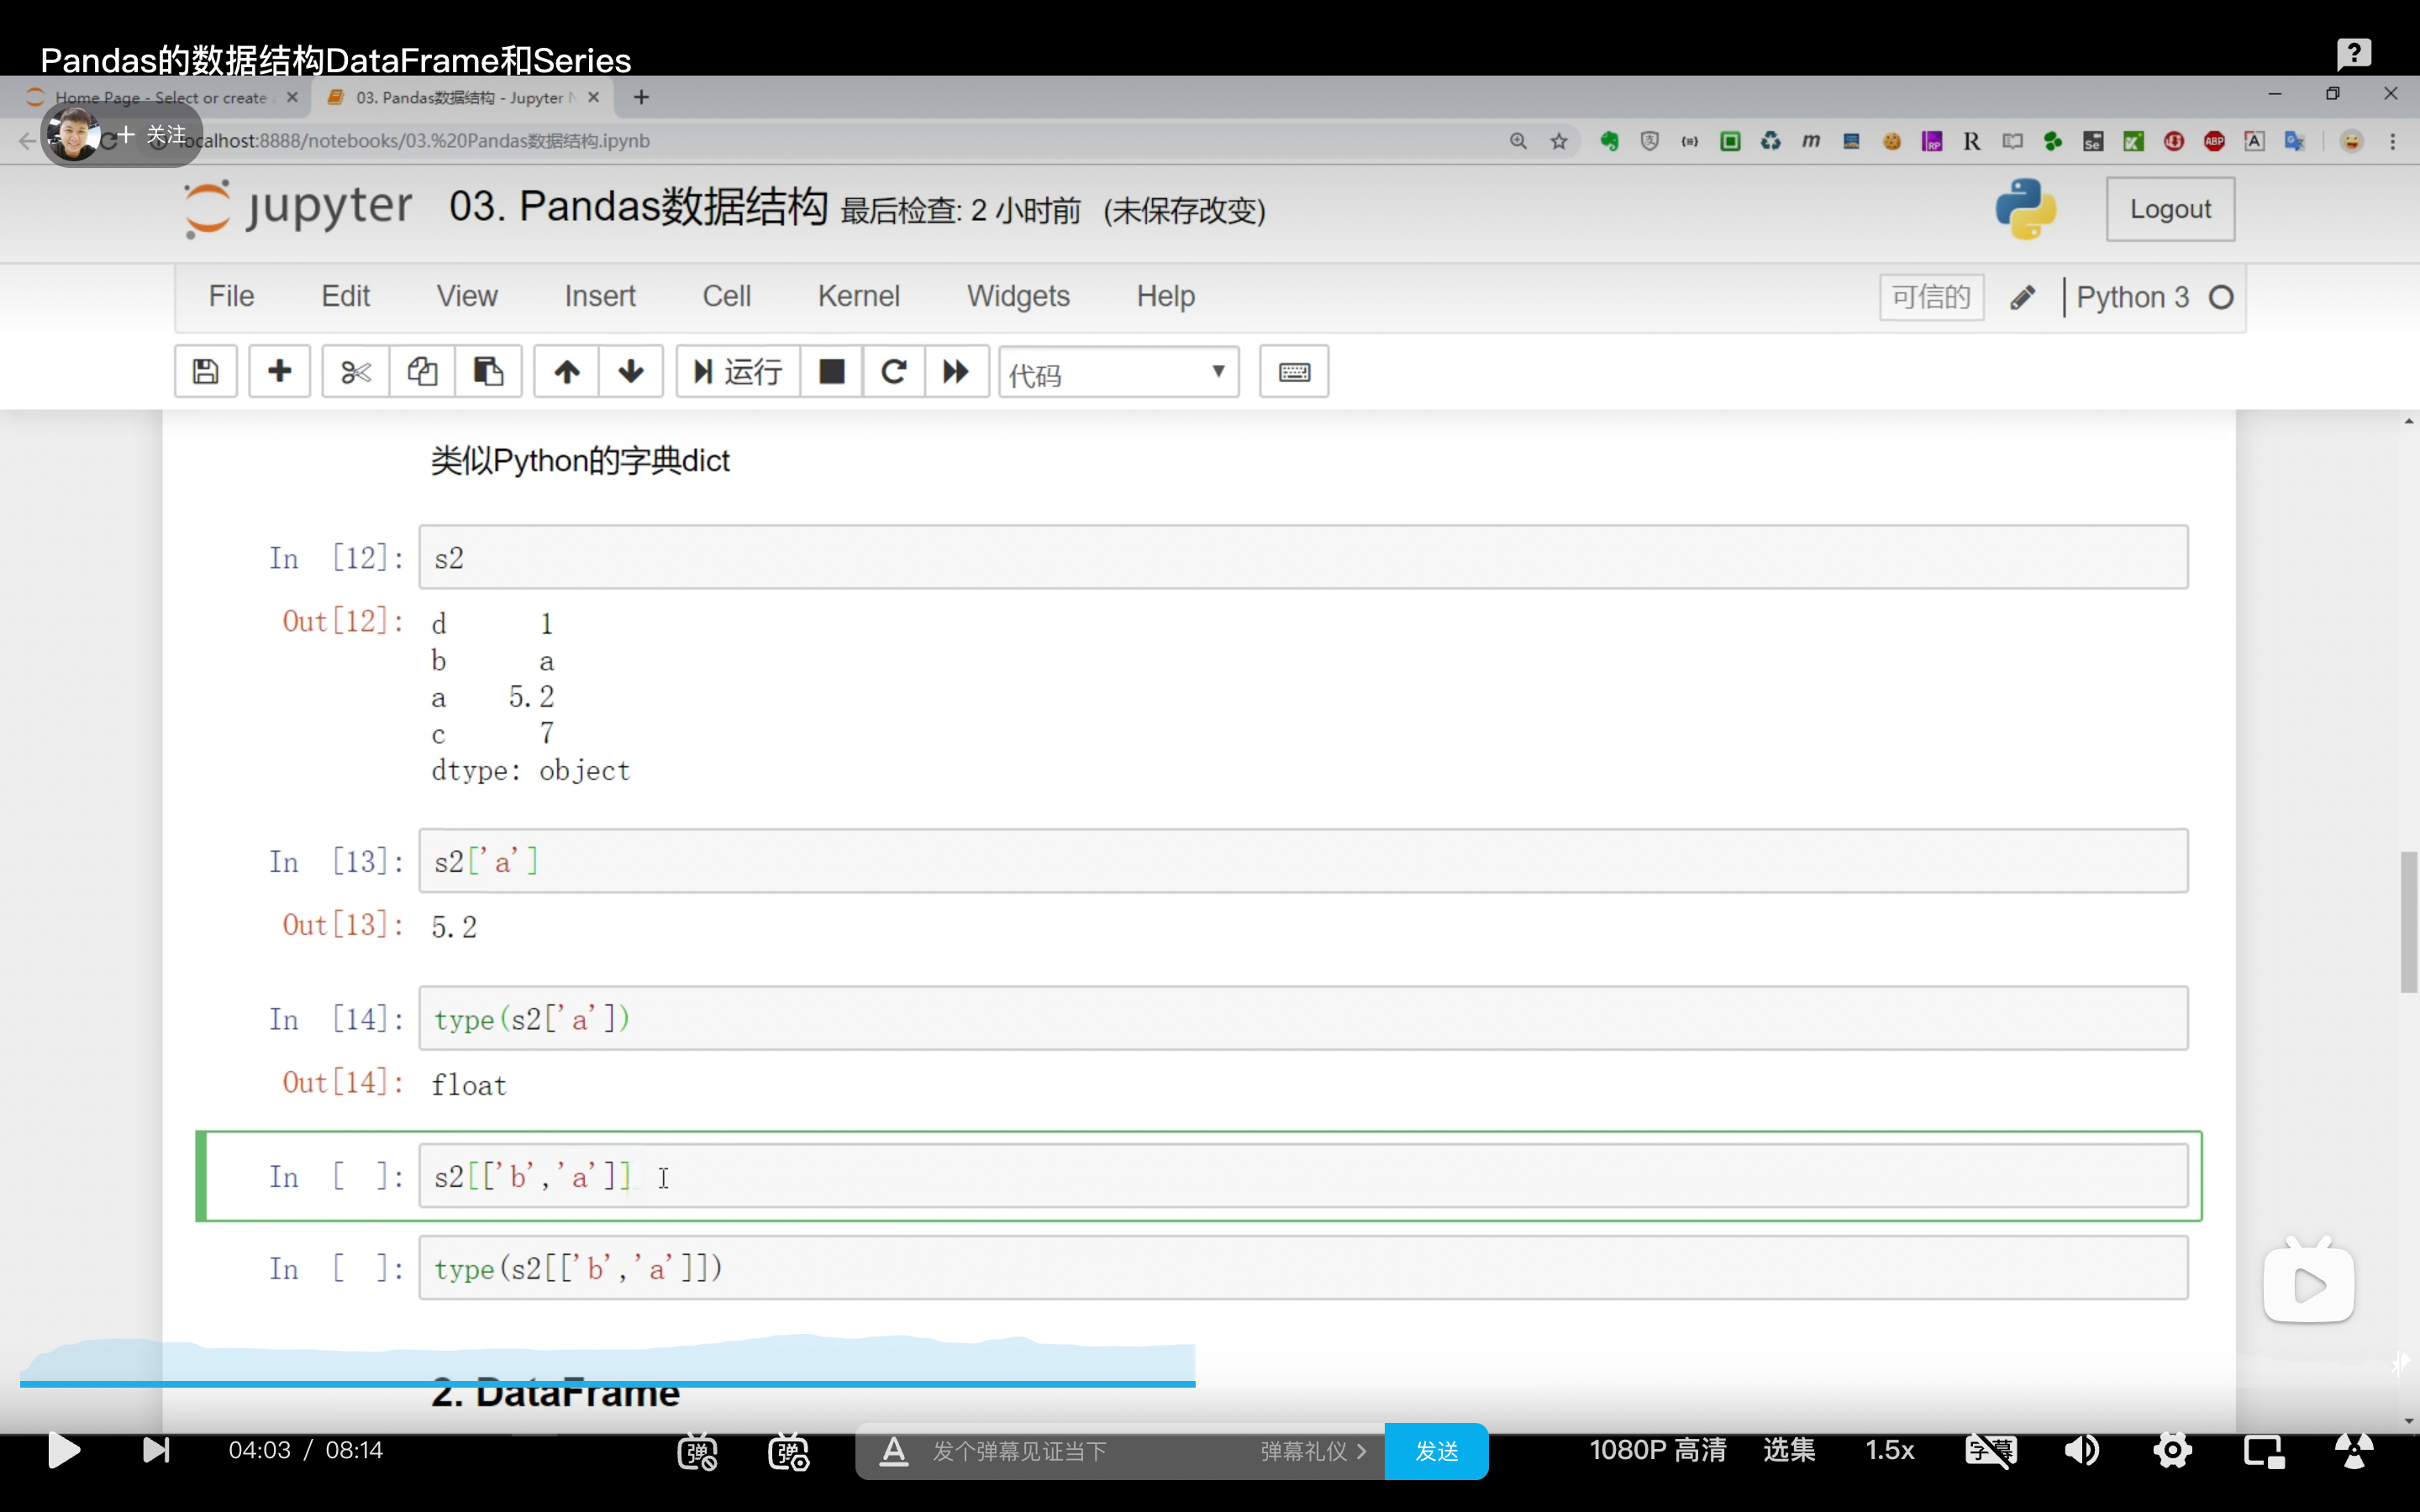 Pandas的数据结构DataFrame和Series
Home Page - Select or create
03. Pandas数据结构 - Jupyter N
+ 关注
ocalhost:8888/notebooks/03.%20Pandas数据结构.ipynb
jupyter 03. Pandas数据结构 最后检查: 2 小时前 (未保存改变)
Logout
File Edit View Insert Cell Kernel Widgets Help
可信的 Python 3
运行 代码
类似Python的字典dict
In [12]: s2
Out[12]: d 1
b a
a 5.2
c 7
dtype: object
In [13]: s2['a']
Out[13]: 5.2
In [14]: type(s2['a'])
Out[14]: float
In [ ]: s2[['b','a']]
In [ ]: type(s2[['b','a']])
2. DataFrame
04:03 / 08:14
弹 弹 A 发个弹幕见证当下 弹幕礼仪 > 发送
1080P 高清 选集 1.5x 字幕